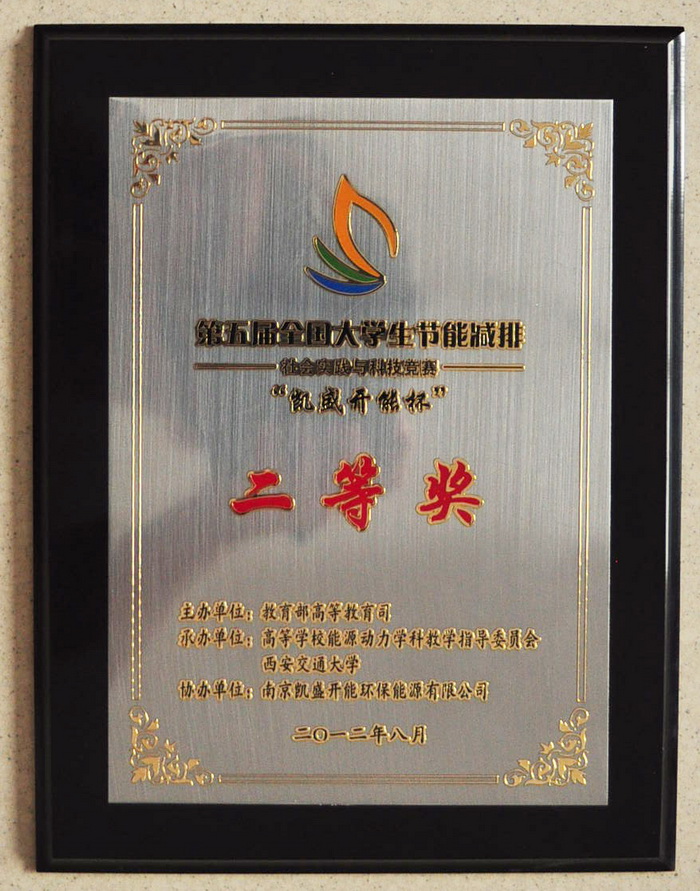 第五届全国大学生节能减排
社会实践与科技竞赛
“凯盛开能杯”
二等奖
主办单位：教育部高等教育司
承办单位：高等学校能源动力学科教学指导委员会
西安交通大学
协办单位：南京凯盛开能环保能源有限公司
二〇一二年八月